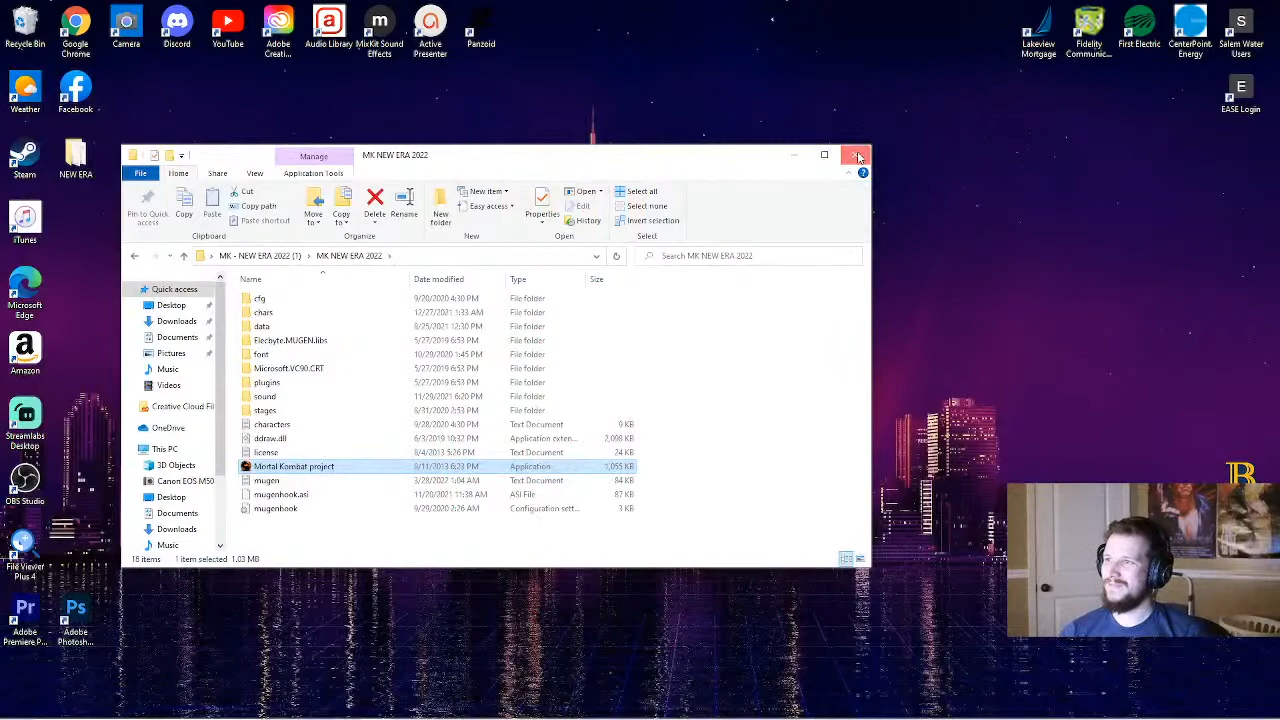 Recycle Bin
Google Chrome
Camera
Discord
YouTube
Adobe Creati...
Audio Library
MixKit Sound Effects
Active Presenter
Panzoid
Lakeview Mortgage
Fidelity Communic...
First Electric
CenterPoint. Energy
Salem Water Users
Weather
Facebook
EASE Login
Steam
NEW ERA
iTunes
Microsoft Edge
Amazon
Streamlabs Desktop
OBS Studio
File Viewer Plus 4
Adobe Premiere P...
Adobe Photosh...
Manage
MK NEW ERA 2022
File
Home
Share
View
Application Tools
Pin to Quick access
Copy
Paste
Cut
Copy path
Paste shortcut
Clipboard
Move to
Copy to
Delete
Rename
Organize
New folder
New item
Easy access
New
Properties
Open
Edit
History
Open
Select all
Select none
Invert selection
Select
MK - NEW ERA 2022 (1) > MK NEW ERA 2022 >
Search MK NEW ERA 2022
Name Date modified Type Size
Quick access
Desktop
Downloads
Documents
Pictures
Music
Videos
Creative Cloud Fil
OneDrive
This PC
3D Objects
Canon EOS M50
Desktop
Documents
Downloads
Music
cfg 9/20/2020 4:30 PM File folder
chars 12/27/2021 1:33 AM File folder
data 8/25/2021 12:30 PM File folder
Elecbyte.MUGEN.libs 5/27/2019 6:53 PM File folder
font 10/29/2020 1:45 PM File folder
Microsoft.VC90.CRT 5/27/2019 6:53 PM File folder
plugins 5/27/2019 6:53 PM File folder
sound 11/29/2021 6:20 PM File folder
stages 8/31/2020 2:53 PM File folder
characters 9/28/2020 4:30 PM Text Document 9 KB
ddraw.dll 6/3/2019 10:32 PM Application exten... 2,098 KB
license 8/4/2013 5:26 PM Text Document 24 KB
Mortal Kombat project 8/11/2013 6:23 PM Application 1,055 KB
mugen 3/28/2022 1:04 AM Text Document 84 KB
mugenhook.asi 11/20/2021 11:38 AM ASI File 87 KB
mugenhook 9/29/2020 2:26 AM Configuration sett... 3 KB
16 items 1 item selected 1.03 MB
B